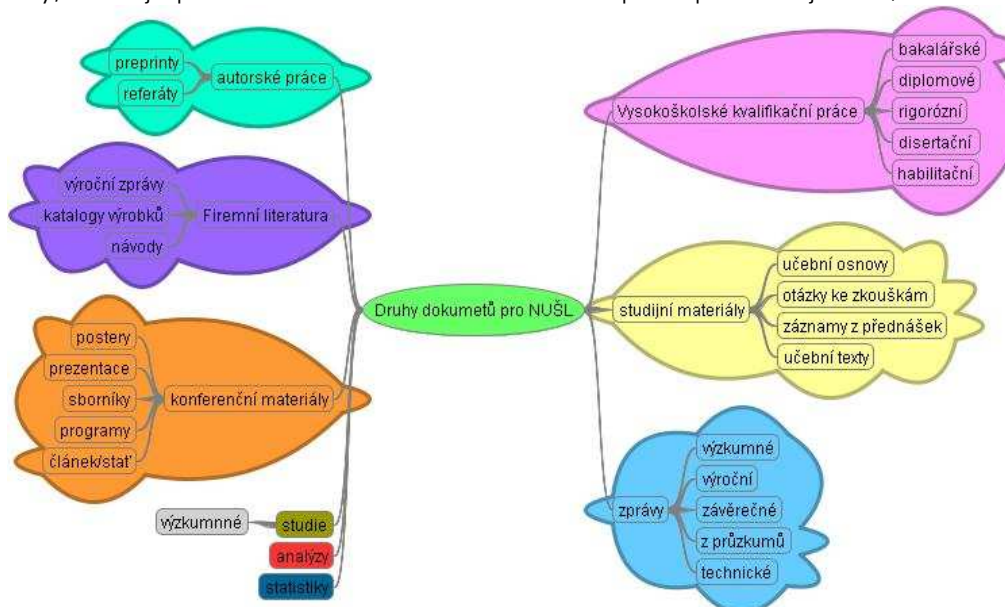 preprinty
referáty
autorské práce
výroční zprávy
katalogy výrobků
návody
Firemní literatura
postery
prezentace
sborníky
programy
článek/stať
konferenční materiály
výzkumnné
studie
analýzy
statistiky
Druhy dokumetů pro NUŠL
Vysokoškolské kvalifikační práce
bakalářské
diplomové
rigorózní
disertační
habilitační
studijní materiály
učební osnovy
otázky ke zkouškám
záznamy z přednášek
učební texty
zprávy
výzkumné
výroční
závěrečné
z průzkumů
technické